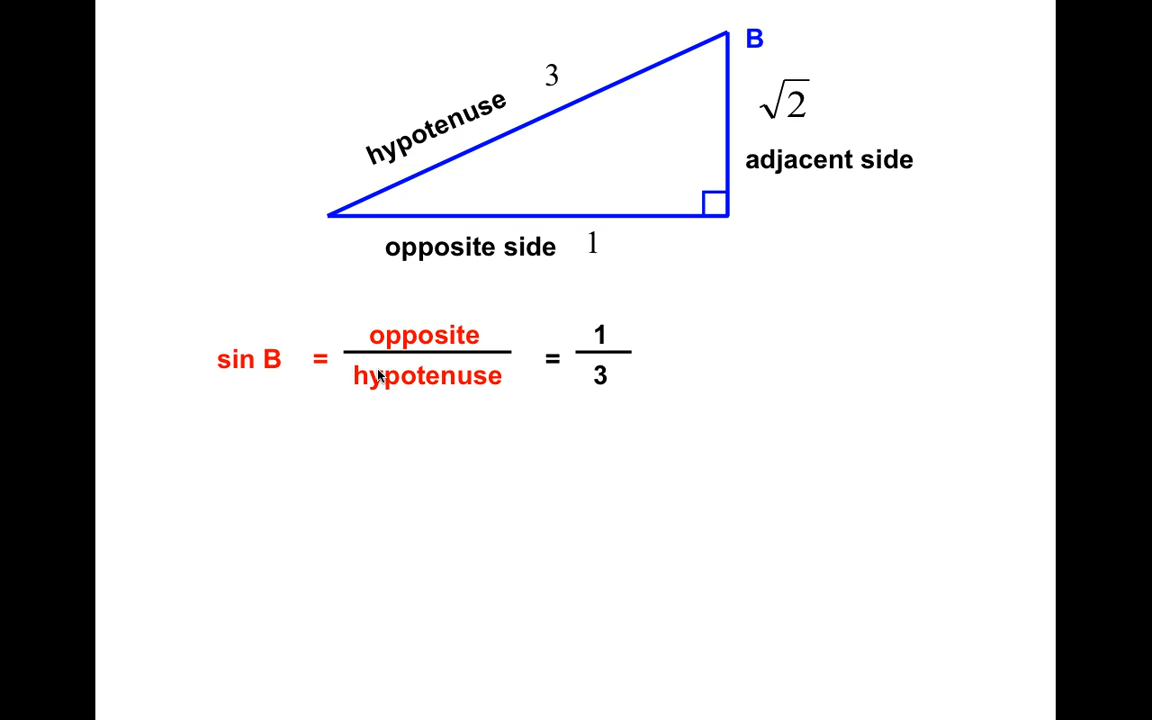 B
3
hypotenuse
√2
adjacent side
opposite side 1
sin B = opposite / hypotenuse = 1 / 3